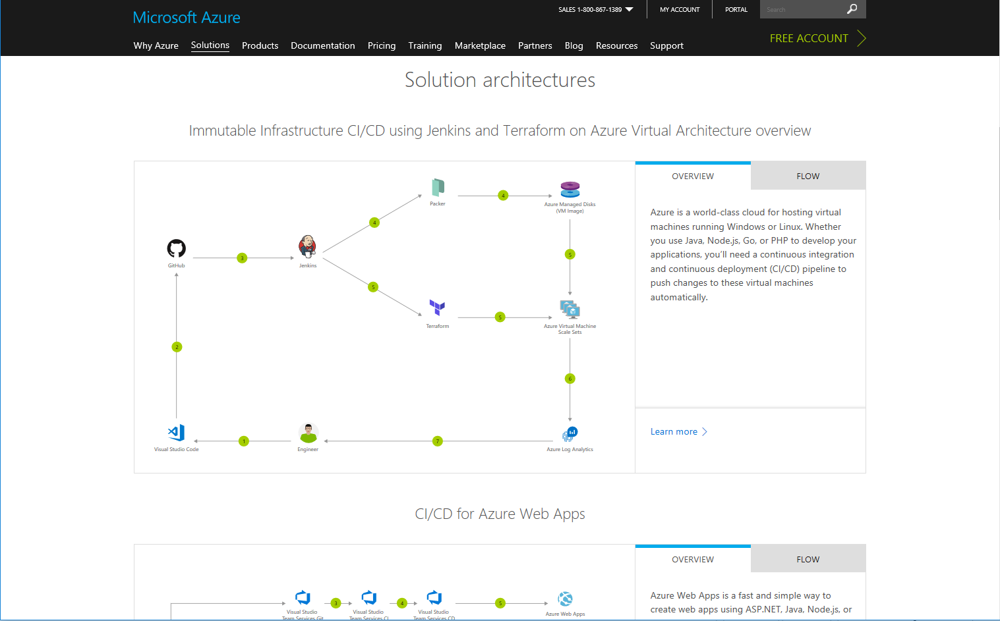 Microsoft Azure
SALES 1-800-867-1389
MY ACCOUNT
PORTAL
Search
FREE ACCOUNT
Why Azure
Solutions
Products
Documentation
Pricing
Training
Marketplace
Partners
Blog
Resources
Support
Solution architectures
Immutable Infrastructure CI/CD using Jenkins and Terraform on Azure Virtual Architecture overview
Packer
4
Azure Managed Disks
(VM Image)
4
GitHub
3
Jenkins
5
5
Terraform
5
Azure Virtual Machine
Scale Sets
2
6
Visual Studio Code
1
Engineer
7
Azure Log Analytics
OVERVIEW
FLOW
Azure is a world-class cloud for hosting virtual
machines running Windows or Linux. Whether
you use Java, Node.js, Go, or PHP to develop your
applications, you’ll need a continuous integration
and continuous deployment (CI/CD) pipeline to
push changes to these virtual machines
automatically.
Learn more
CI/CD for Azure Web Apps
Visual Studio
Team Services Git
3
Visual Studio
Team Services CI
4
Visual Studio
Team Services CD
5
Azure Web Apps
OVERVIEW
FLOW
Azure Web Apps is a fast and simple way to
create web apps using ASP.NET, Java, Node.js, or